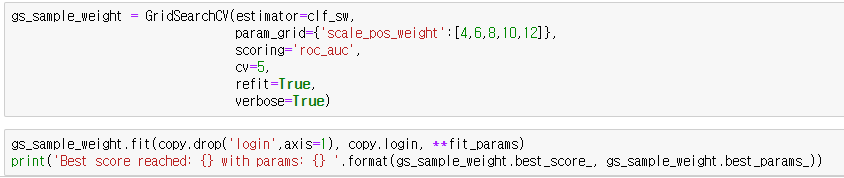 gs_sample_weight = GridSearchCV(estimator=clf_sw,
param_grid={'scale_pos_weight':[4,6,8,10,12]},
scoring='roc_auc',
cv=5,
refit=True,
verbose=True)
gs_sample_weight.fit(copy.drop('login',axis=1), copy.login, **fit_params)
print('Best score reached: {} with params: {} '.format(gs_sample_weight.best_score_, gs_sample_weight.best_params_))